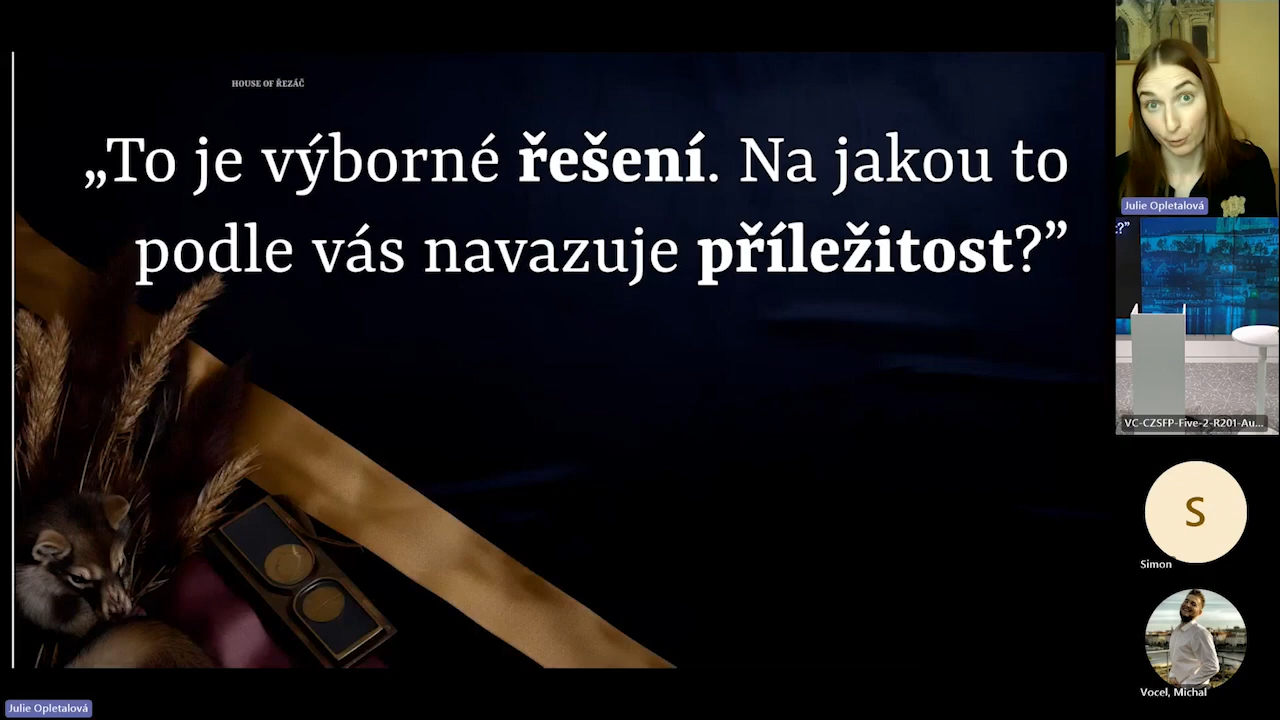 HOUSE OF ŘEZÁČ
„To je výborné řešení. Na jakou to
podle vás navazuje příležitost?”
Julie Opletalová
?”
VC-CZSFP-Five-2-R201-Au...
S
Simon
Vocel, Michal
Julie Opletalová